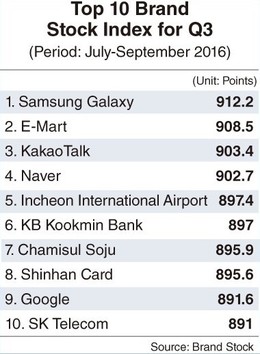 Top 10 Brand
Stock Index for Q3
(Period: July-September 2016)
(Unit: Points)
1. Samsung Galaxy 912.2
2. E-Mart 908.5
3. KakaoTalk 903.4
4. Naver 902.7
5. Incheon International Airport 897.4
6. KB Kookmin Bank 897
7. Chamisul Soju 895.9
8. Shinhan Card 895.6
9. Google 891.6
10. SK Telecom 891
Source: Brand Stock